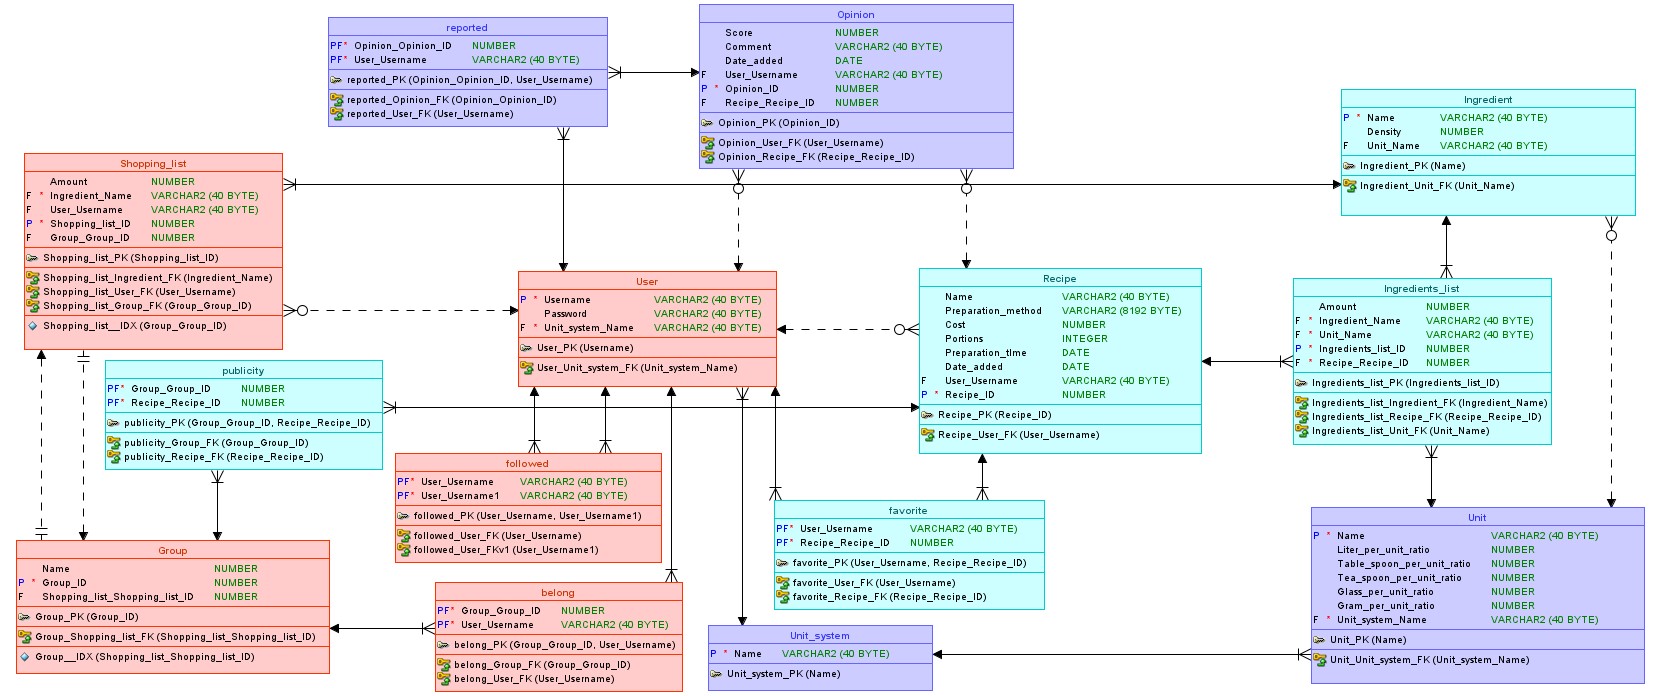 reported
PF* Opinion_Opinion_ID NUMBER
PF* User_Username VARCHAR2 (40 BYTE)
reported_PK (Opinion_Opinion_ID, User_Username)
reported_Opinion_FK (Opinion_Opinion_ID)
reported_User_FK (User_Username)
Opinion
Score NUMBER
Comment VARCHAR2 (40 BYTE)
Date_added DATE
F User_Username VARCHAR2 (40 BYTE)
P * Opinion_ID NUMBER
F Recipe_Recipe_ID NUMBER
Opinion_PK (Opinion_ID)
Opinion_User_FK (User_Username)
Opinion_Recipe_FK (Recipe_Recipe_ID)
Ingredient
P * Name VARCHAR2 (40 BYTE)
Density NUMBER
F Unit_Name VARCHAR2 (40 BYTE)
Ingredient_PK (Name)
Ingredient_Unit_FK (Unit_Name)
Shopping_list
Amount NUMBER
F * Ingredient_Name VARCHAR2 (40 BYTE)
F User_Username VARCHAR2 (40 BYTE)
P * Shopping_list_ID NUMBER
F Group_Group_ID NUMBER
Shopping_list_PK (Shopping_list_ID)
Shopping_list_Ingredient_FK (Ingredient_Name)
Shopping_list_User_FK (User_Username)
Shopping_list_Group_FK (Group_Group_ID)
Shopping_list__IDX (Group_Group_ID)
User
P * Username VARCHAR2 (40 BYTE)
Password VARCHAR2 (40 BYTE)
F * Unit_system_Name VARCHAR2 (40 BYTE)
User_PK (Username)
User_Unit_system_FK (Unit_system_Name)
Recipe
Name VARCHAR2 (40 BYTE)
Preparation_method VARCHAR2 (8192 BYTE)
Cost NUMBER
Portions INTEGER
Preparation_time DATE
Date_added DATE
F User_Username VARCHAR2 (40 BYTE)
P * Recipe_ID NUMBER
Recipe_PK (Recipe_ID)
Recipe_User_FK (User_Username)
Ingredients_list
Amount NUMBER
F * Ingredient_Name VARCHAR2 (40 BYTE)
F * Unit_Name VARCHAR2 (40 BYTE)
P * Ingredients_list_ID NUMBER
F * Recipe_Recipe_ID NUMBER
Ingredients_list_PK (Ingredients_list_ID)
Ingredients_list_Ingredient_FK (Ingredient_Name)
Ingredients_list_Recipe_FK (Recipe_Recipe_ID)
Ingredients_list_Unit_FK (Unit_Name)
publicity
PF* Group_Group_ID NUMBER
PF* Recipe_Recipe_ID NUMBER
publicity_PK (Group_Group_ID, Recipe_Recipe_ID)
publicity_Group_FK (Group_Group_ID)
publicity_Recipe_FK (Recipe_Recipe_ID)
followed
PF* User_Username VARCHAR2 (40 BYTE)
PF* User_Username1 VARCHAR2 (40 BYTE)
followed_PK (User_Username, User_Username1)
followed_User_FK (User_Username)
followed_User_FKv1 (User_Username1)
favorite
PF* User_Username VARCHAR2 (40 BYTE)
PF* Recipe_Recipe_ID NUMBER
favorite_PK (User_Username, Recipe_Recipe_ID)
favorite_User_FK (User_Username)
favorite_Recipe_FK (Recipe_Recipe_ID)
Unit
P * Name VARCHAR2 (40 BYTE)
Liter_per_unit_ratio NUMBER
Table_spoon_per_unit_ratio NUMBER
Tea_spoon_per_unit_ratio NUMBER
Glass_per_unit_ratio NUMBER
Gram_per_unit_ratio NUMBER
F * Unit_system_Name VARCHAR2 (40 BYTE)
Unit_PK (Name)
Unit_Unit_system_FK (Unit_system_Name)
Group
Name NUMBER
P * Group_ID NUMBER
F Shopping_list_Shopping_list_ID NUMBER
Group_PK (Group_ID)
Group_Shopping_list_FK (Shopping_list_Shopping_list_ID)
Group__IDX (Shopping_list_Shopping_list_ID)
belong
PF* Group_Group_ID NUMBER
PF* User_Username VARCHAR2 (40 BYTE)
belong_PK (Group_Group_ID, User_Username)
belong_Group_FK (Group_Group_ID)
belong_User_FK (User_Username)
Unit_system
P * Name VARCHAR2 (40 BYTE)
Unit_system_PK (Name)